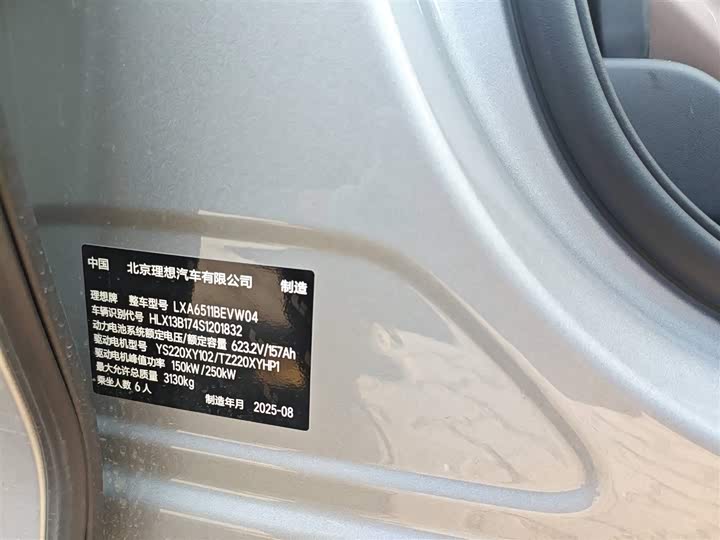 中国 北京理想汽车有限公司 制造
理想牌 整车型号 LXA6511BEVW04
车辆识别代号 HLX13B174S1201832
动力电池系统额定电压/额定容量 623.2V/157Ah
驱动电机型号 YS220XY102/TZ220XYHP1
驱动电机峰值功率 150kW/250kW
最大允许总质量 3130kg
乘坐人数 6人 制造年月 2025-08